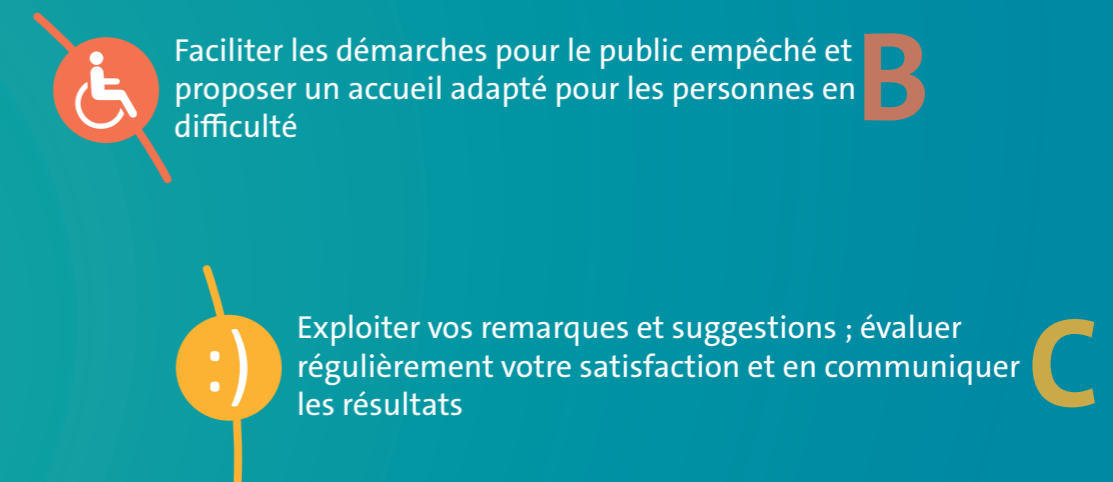 Faciliter les démarches pour le public empêché et
proposer un accueil adapté pour les personnes en
difficulté
B
:)
Exploiter vos remarques et suggestions ; évaluer
régulièrement votre satisfaction et en communiquer
les résultats
C